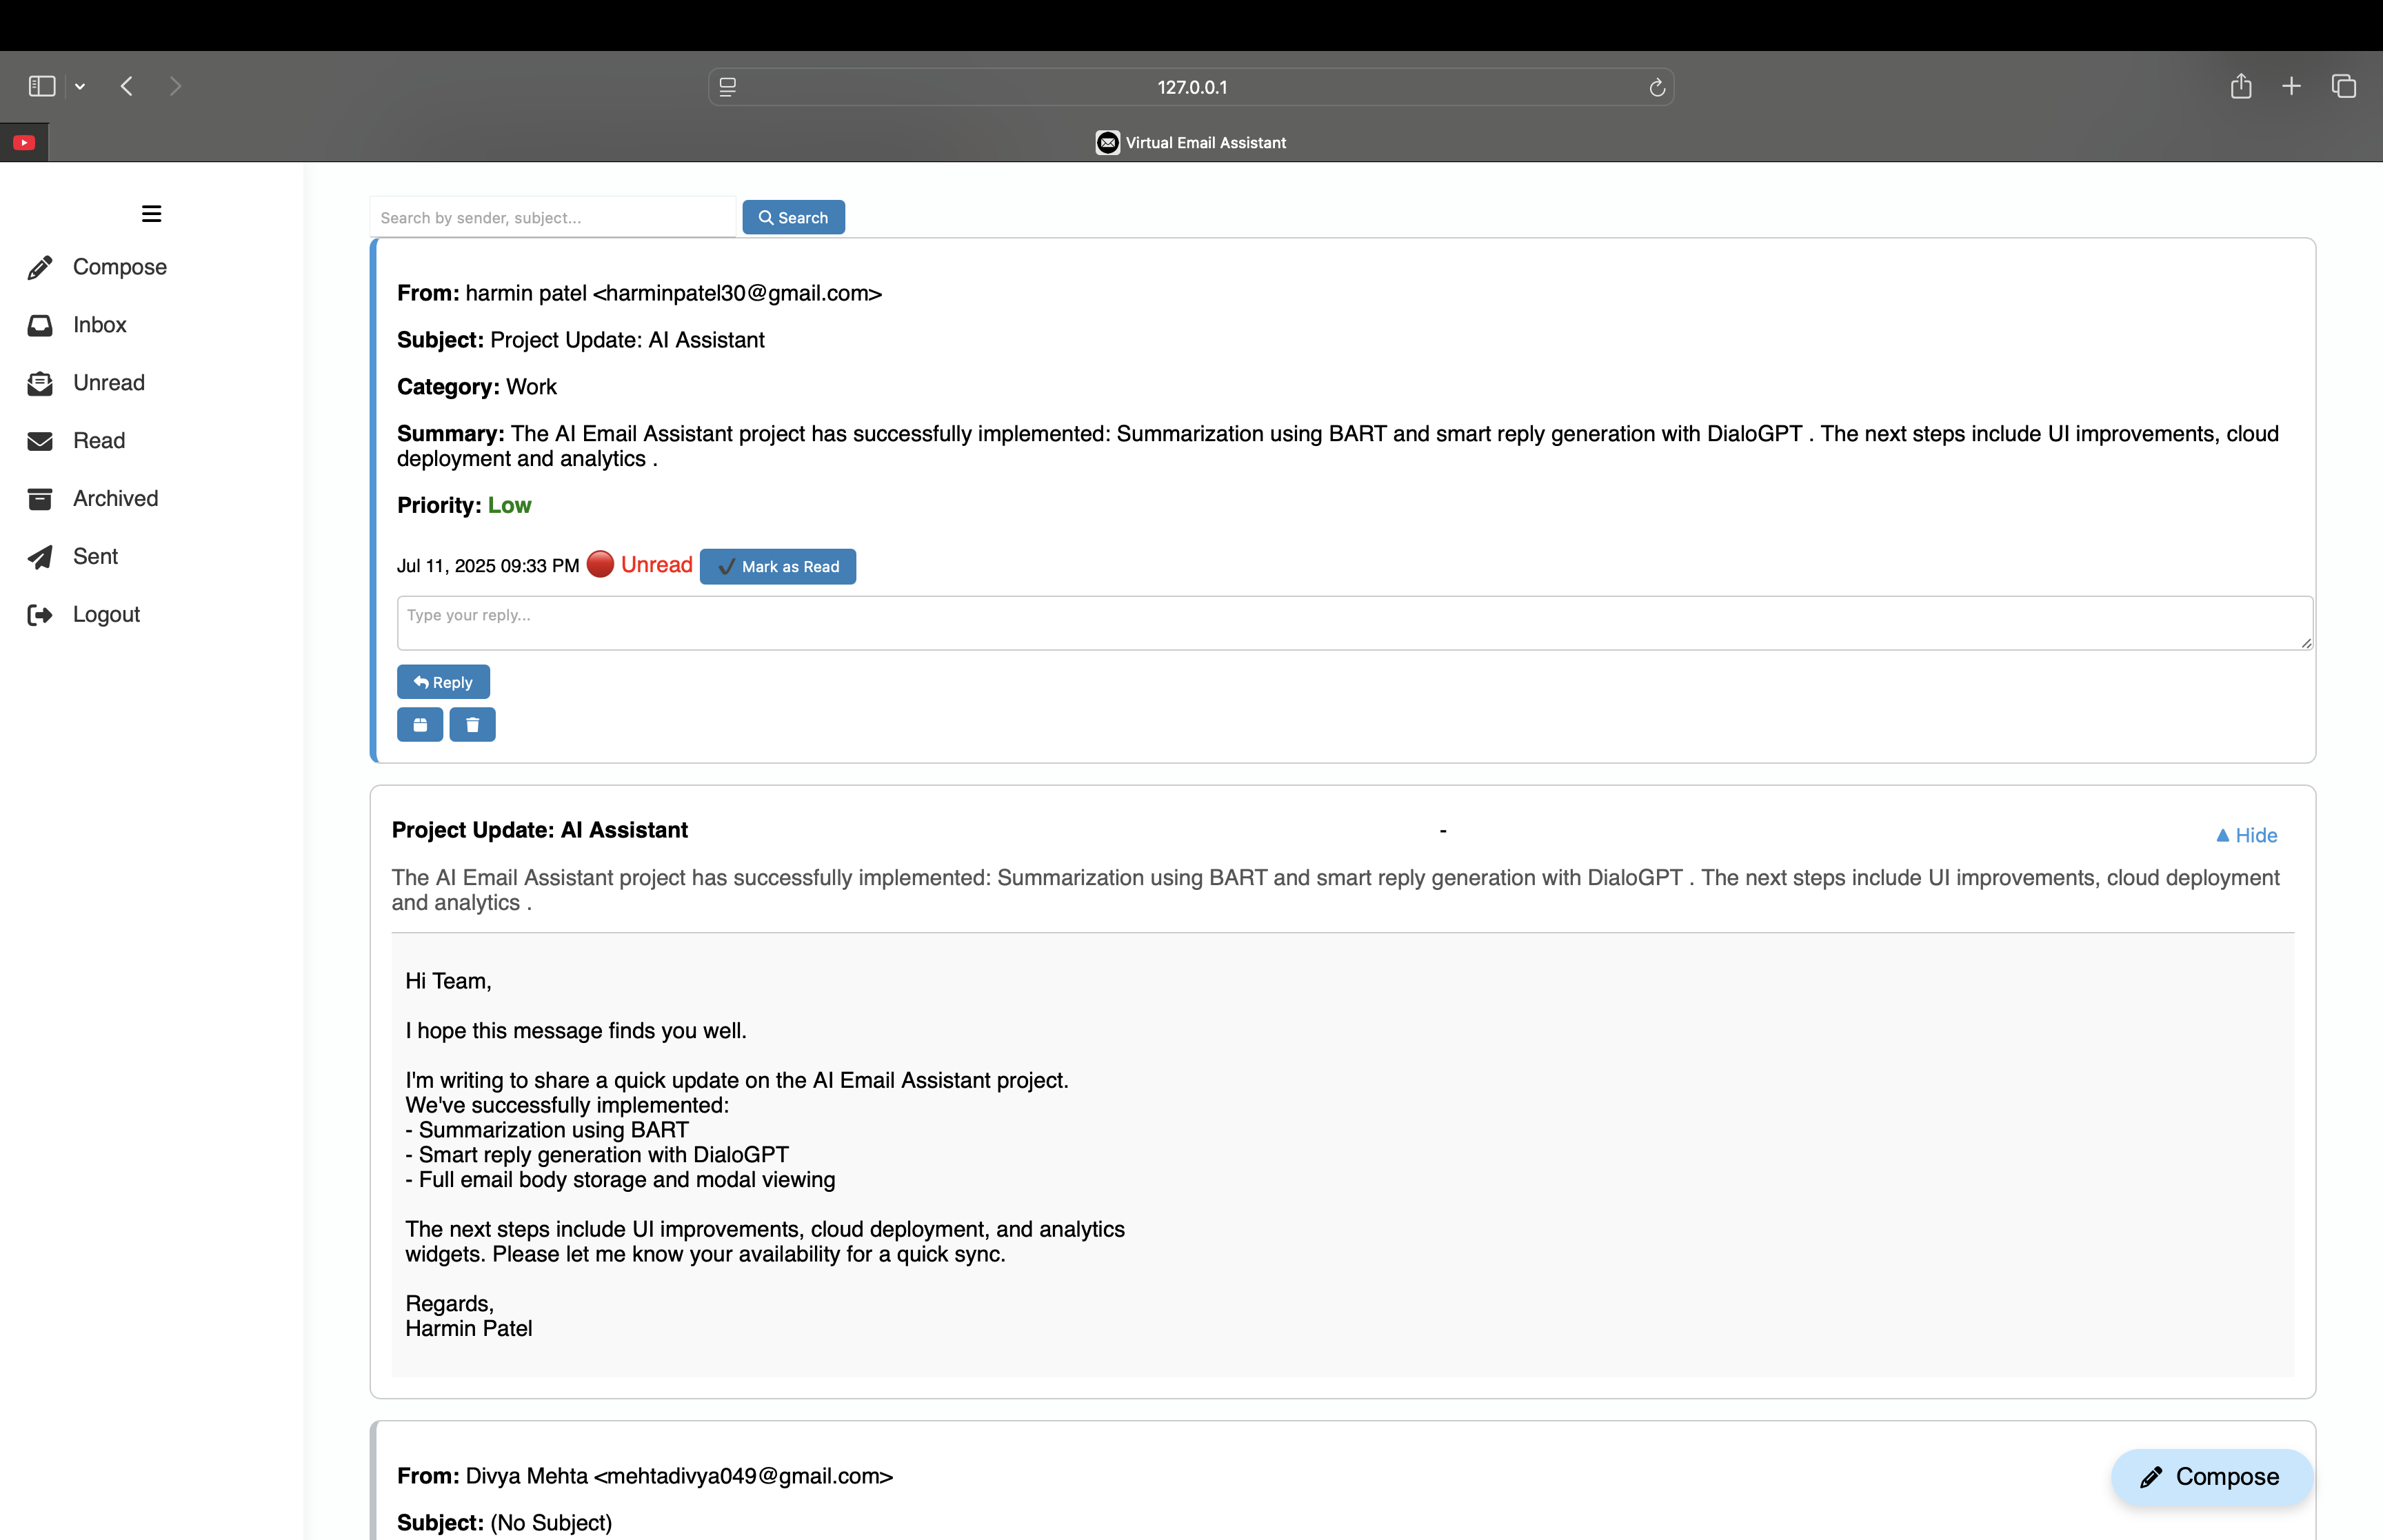 127.0.0.1
Virtual Email Assistant
Compose
Inbox
Unread
Read
Archived
Sent
Logout
Search by sender, subject...
Search
From: harmin patel <harminpatel30@gmail.com>
Subject: Project Update: AI Assistant
Category: Work
Summary: The AI Email Assistant project has successfully implemented: Summarization using BART and smart reply generation with DialoGPT . The next steps include UI improvements, cloud
deployment and analytics .
Priority: Low
Jul 11, 2025 09:33 PM 🔴 Unread ✔ Mark as Read
Type your reply...
Reply
Project Update: AI Assistant - ▲ Hide
The AI Email Assistant project has successfully implemented: Summarization using BART and smart reply generation with DialoGPT . The next steps include UI improvements, cloud deployment
and analytics .
Hi Team,
I hope this message finds you well.
I'm writing to share a quick update on the AI Email Assistant project.
We've successfully implemented:
- Summarization using BART
- Smart reply generation with DialoGPT
- Full email body storage and modal viewing
The next steps include UI improvements, cloud deployment, and analytics
widgets. Please let me know your availability for a quick sync.
Regards,
Harmin Patel
From: Divya Mehta <mehtadivya049@gmail.com>
Subject: (No Subject)
Compose